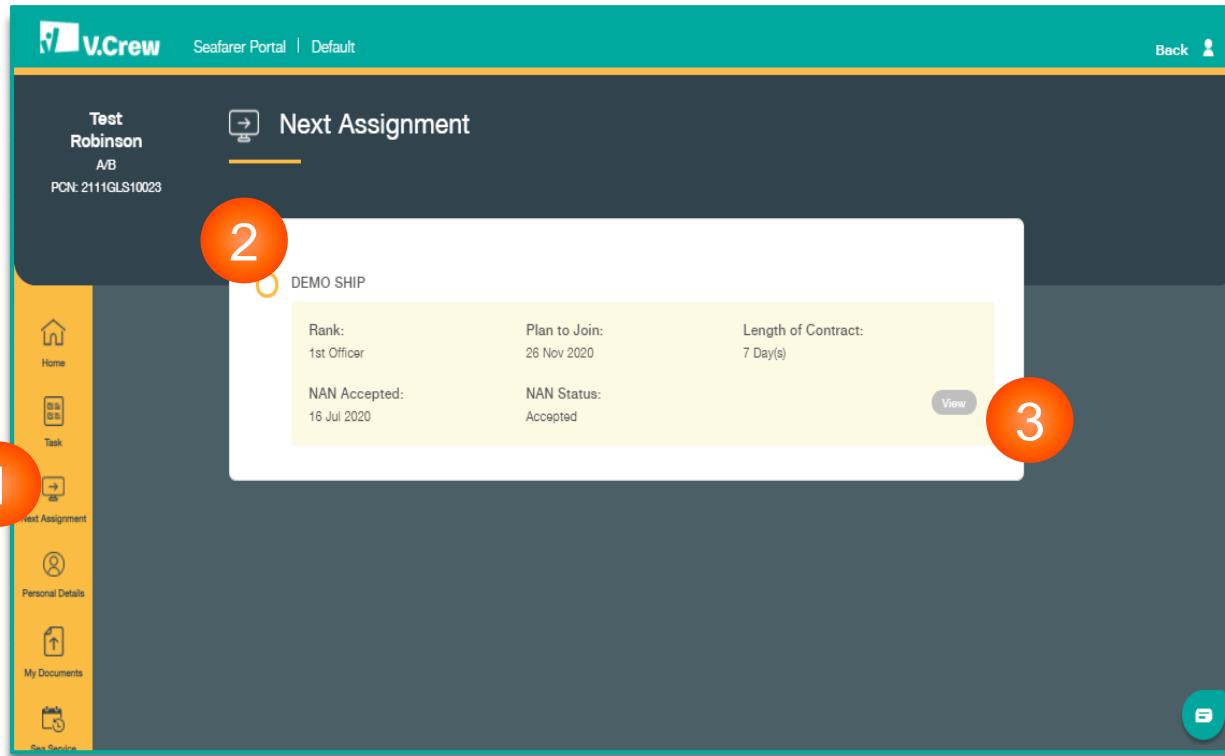 V.Crew Seafarer Portal | Default Back
Test
Robinson
A/B
PCN: 2111GLS10023
Next Assignment
2
DEMO SHIP
Rank: Plan to Join: Length of Contract:
1st Officer 26 Nov 2020 7 Day(s)
NAN Accepted: NAN Status:
16 Jul 2020 Accepted
View
3
Home
Task
1
Next Assignment
Personal Details
My Documents
Sea Service